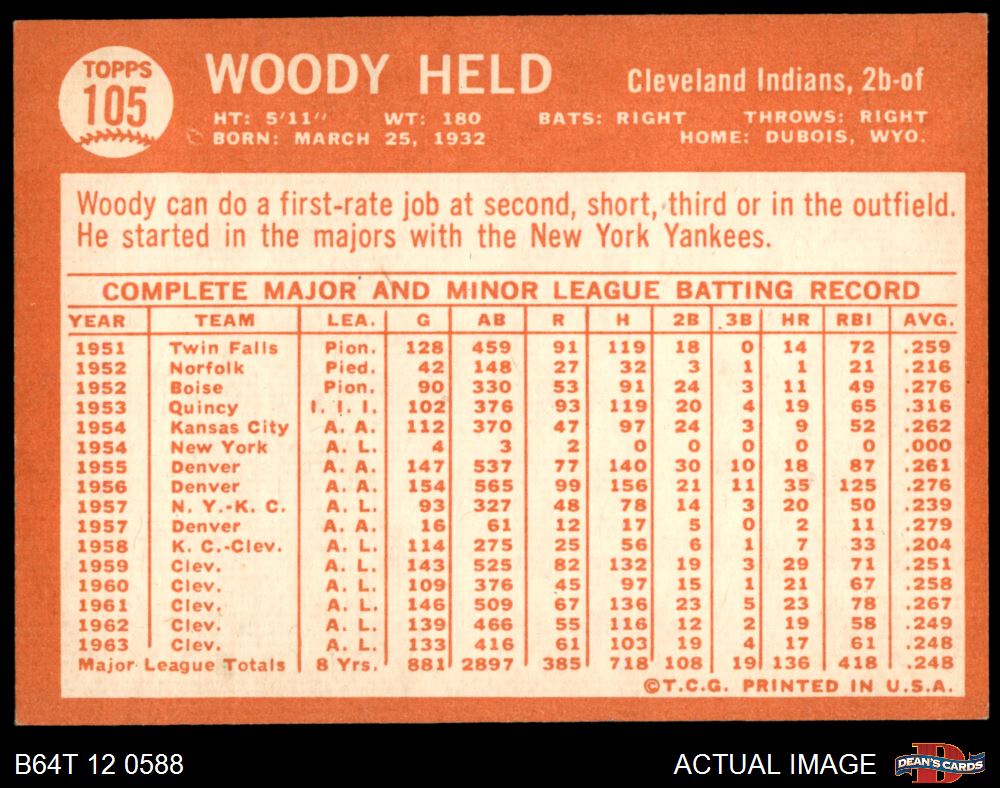 TOPPS
105
WOODY HELD
Cleveland Indians, 2b-of
HT: 5'11" WT: 180 BATS: RIGHT THROWS: RIGHT
BORN: MARCH 25, 1932 HOME: DUBOIS, WYO.
Woody can do a first-rate job at second, short, third or in the outfield.
He started in the majors with the New York Yankees.
COMPLETE MAJOR AND MINOR LEAGUE BATTING RECORD
YEAR TEAM LEA. G AB R H 2B 3B HR RBI AVG.
1951 Twin Falls Pion. 128 459 91 119 18 0 14 72 .259
1952 Norfolk Pied. 42 148 27 32 3 1 1 21 .216
1952 Boise Pion. 90 330 53 91 24 3 11 49 .276
1953 Quincy I. I. I. 102 376 93 119 20 4 19 65 .316
1954 Kansas City A. A. 112 370 47 97 24 3 9 52 .262
1954 New York A. L. 4 3 2 0 0 0 0 0 .000
1955 Denver A. A. 147 537 77 140 30 10 18 87 .261
1956 Denver A. A. 154 565 99 156 21 11 35 125 .276
1957 N. Y.-K. C. A. L. 93 327 48 78 14 3 20 50 .239
1957 Denver A. A. 16 61 12 17 5 0 2 11 .279
1958 K. C.-Clev. A. L. 114 275 25 56 6 1 7 33 .204
1959 Clev. A. L. 143 525 82 132 19 3 29 71 .251
1960 Clev. A. L. 109 376 45 97 15 1 21 67 .258
1961 Clev. A. L. 146 509 67 136 23 5 23 78 .267
1962 Clev. A. L. 139 466 55 116 12 2 19 58 .249
1963 Clev. A. L. 133 416 61 103 19 4 17 61 .248
Major League Totals 8 Yrs. 881 2897 385 718 108 19 136 418 .248
©T.C.G. PRINTED IN U.S.A.
B64T 12 0588
ACTUAL IMAGE
D
DEAN'S CARDS